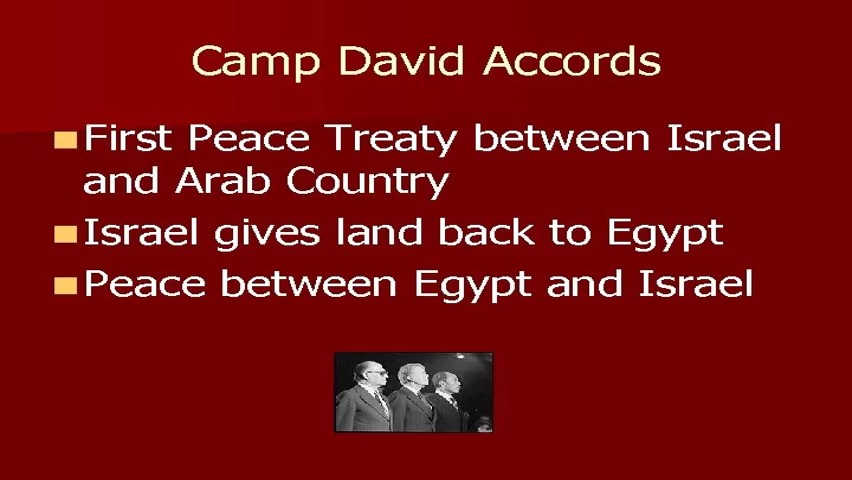 Camp David Accords
First Peace Treaty between Israel
and Arab Country
Israel gives land back to Egypt
Peace between Egypt and Israel